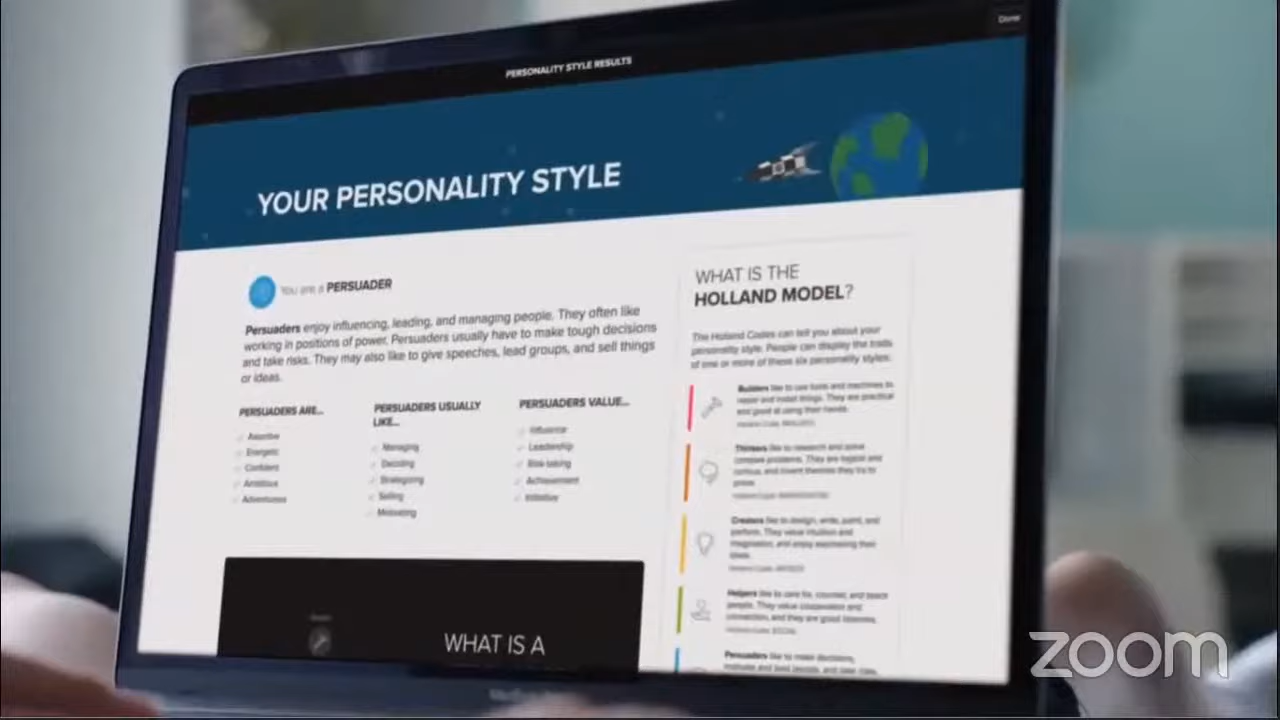 Done
PERSONALITY STYLE RESULTS
YOUR PERSONALITY STYLE
You are a PERSUADER
Persuaders enjoy influencing, leading, and managing people. They often like
working in positions of power. Persuaders usually have to make tough decisions
and take risks. They may also like to give speeches, lead groups, and sell things
or ideas.
PERSUADERS ARE...
Assertive
Energetic
Confident
Ambitious
Adventurous
PERSUADERS USUALLY
LIKE...
Managing
Deciding
Strategizing
Selling
Motivating
PERSUADERS VALUE...
Influence
Leadership
Risk-taking
Achievement
Initiative
WHAT IS A
WHAT IS THE
HOLLAND MODEL?
The Holland Codes can tell you about your
personality style. People can display the traits
of one or more of these six personality styles:
Builders like to use tools and machines to
repair and install things. They are practical
and good at using their hands.
Thinkers like to research and solve
complex problems. They are logical and
curious, and invent theories they try to
prove.
Creators like to design, write, paint, and
perform. They value intuition and
imagination, and enjoy expressing their
ideas.
Helpers like to care for, counsel, and teach
people. They value cooperation and
connection, and they are good listeners.
Persuaders like to make decisions,
motivate and lead people, and take risks.
zoom